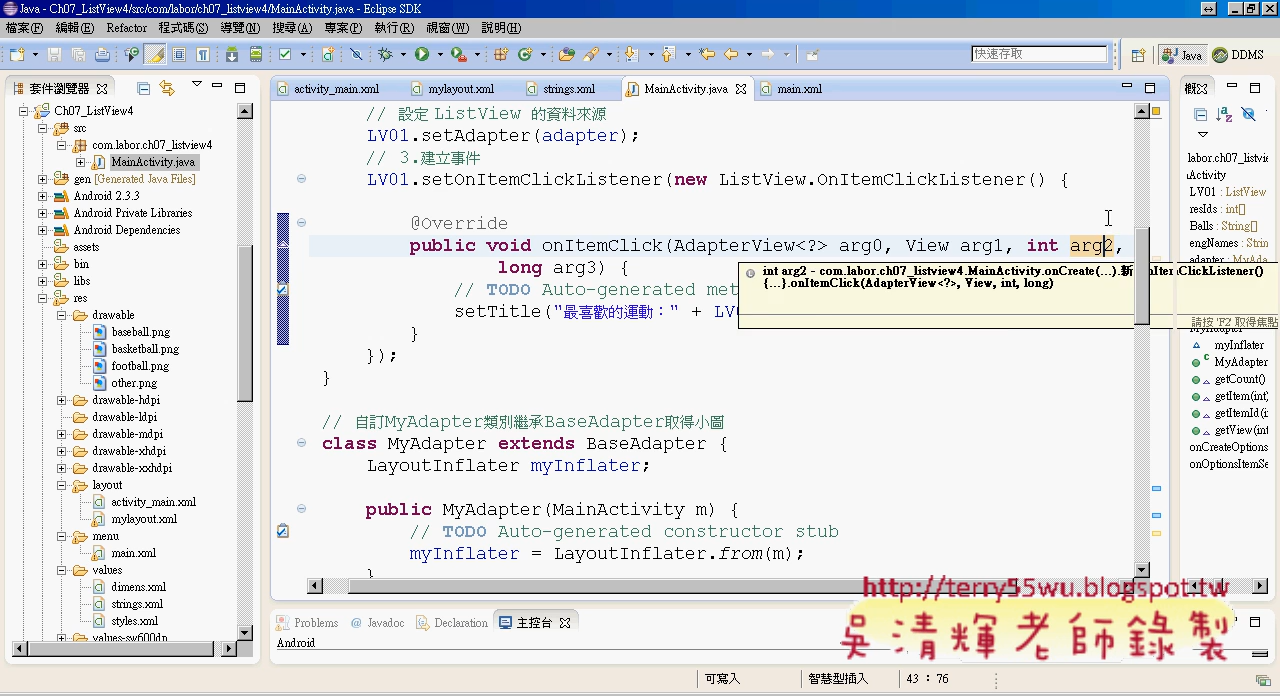 Java - Ch07_ListView4/src/com/labor/ch07_listview4/MainActivity.java - Eclipse SDK
檔案(F) 編輯(E) Refactor 程式碼(S) 導覽(N) 搜尋(A) 專案(P) 執行(R) 視窗(W) 說明(H)
快速存取
Java
DDMS
套件瀏覽器
activity_main.xml
mylayout.xml
strings.xml
MainActivity.java
main.xml
Ch07_ListView4
src
com.labor.ch07_listview4
MainActivity.java
gen [Generated Java Files]
Android 2.3.3
Android Private Libraries
Android Dependencies
assets
bin
libs
res
drawable
baseball.png
basketball.png
football.png
other.png
drawable-hdpi
drawable-ldpi
drawable-mdpi
drawable-xhdpi
drawable-xxhdpi
layout
activity_main.xml
mylayout.xml
menu
main.xml
values
dimens.xml
strings.xml
styles.xml
values-sw600dp
// 設定 ListView 的資料來源
LV01.setAdapter(adapter);
// 3.建立事件
LV01.setOnItemClickListener(new ListView.OnItemClickListener() {
@Override
public void onItemClick(AdapterView<?> arg0, View arg1, int arg2,
long arg3) {
// TODO Auto-generated met
setTitle("最喜歡的運動：" + LV
}
});
}
// 自訂MyAdapter類別繼承BaseAdapter取得小圖
class MyAdapter extends BaseAdapter {
LayoutInflater myInflater;
public MyAdapter(MainActivity m) {
// TODO Auto-generated constructor stub
myInflater = LayoutInflater.from(m);
}
int arg2 - com.labor.ch07_listview4.MainActivity.onCreate(...).新
ClickListener()
{...}.onItemClick(AdapterView<?>, View, int, long)
請按 'F2' 取得焦點
labor.ch07_listvie
Activity
LV01 : ListView
resIds : int[]
Balls : String[]
engNames : Strin
adapter : MyAda
myInflater
MyAdapter
getCount()
getItem(int
getItemId(i
getView(int
onCreateOptions
onOptionsItemSe
Problems
Javadoc
Declaration
主控台
Android
可寫入
智慧型插入
43 : 76
http://terry55wu.blogspot.tw
吳清輝老師錄製